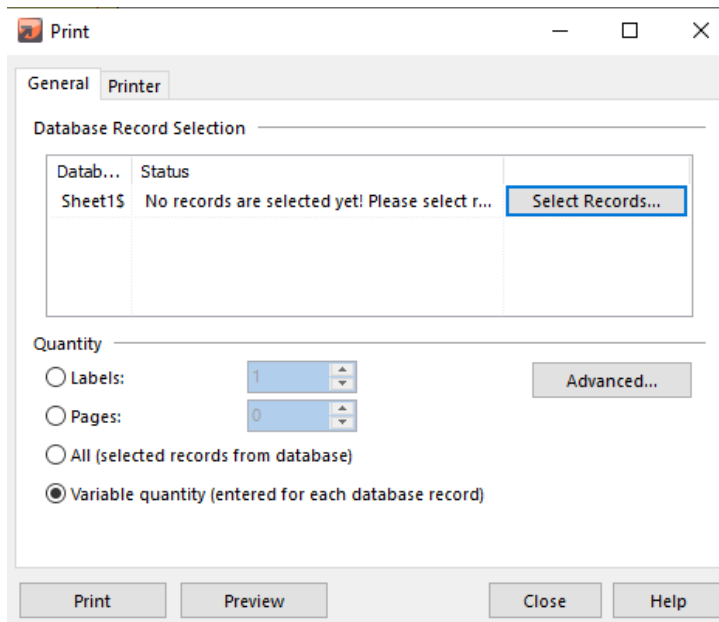 Print
General Printer
Database Record Selection
Datab... Status
Sheet1$ No records are selected yet! Please select r... Select Records...
Quantity
Labels: 1 Advanced...
Pages: 0
All (selected records from database)
Variable quantity (entered for each database record)
Print Preview Close Help